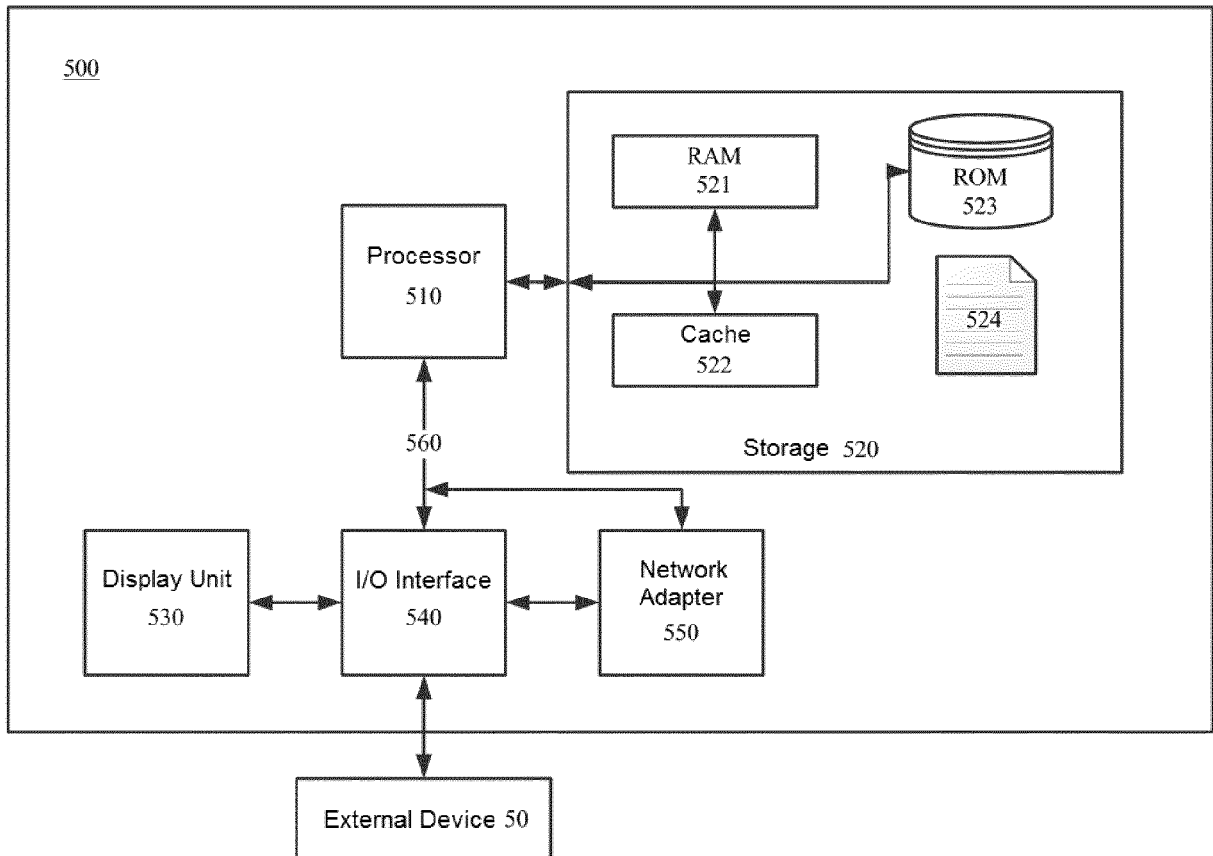 500
RAM
521
ROM
523
Processor
510
524
Cache
522
560
Storage 520
Display Unit
530
I/O Interface
540
Network
Adapter
550
External Device 50